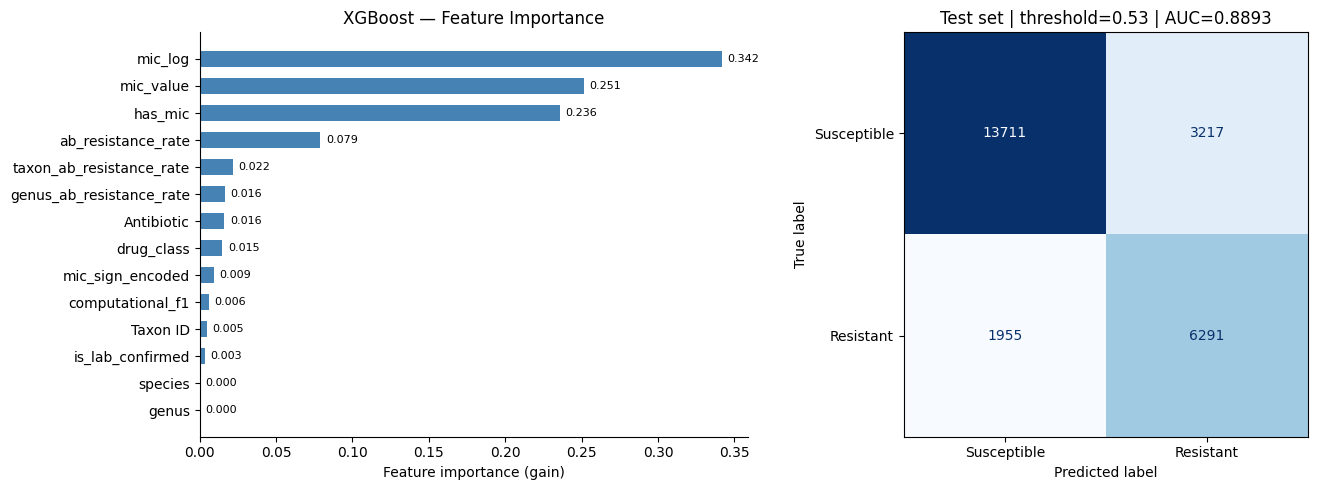 XGBoost — Feature Importance
mic_log 0.342
mic_value 0.251
has_mic 0.236
ab_resistance_rate 0.079
taxon_ab_resistance_rate 0.022
genus_ab_resistance_rate 0.016
Antibiotic 0.016
drug_class 0.015
mic_sign_encoded 0.009
computational_f1 0.006
Taxon ID 0.005
is_lab_confirmed 0.003
species 0.000
genus 0.000
0.00 0.05 0.10 0.15 0.20 0.25 0.30 0.35
Feature importance (gain)
Test set | threshold=0.53 | AUC=0.8893
True label
Susceptible 13711 3217
Resistant 1955 6291
Susceptible Resistant
Predicted label